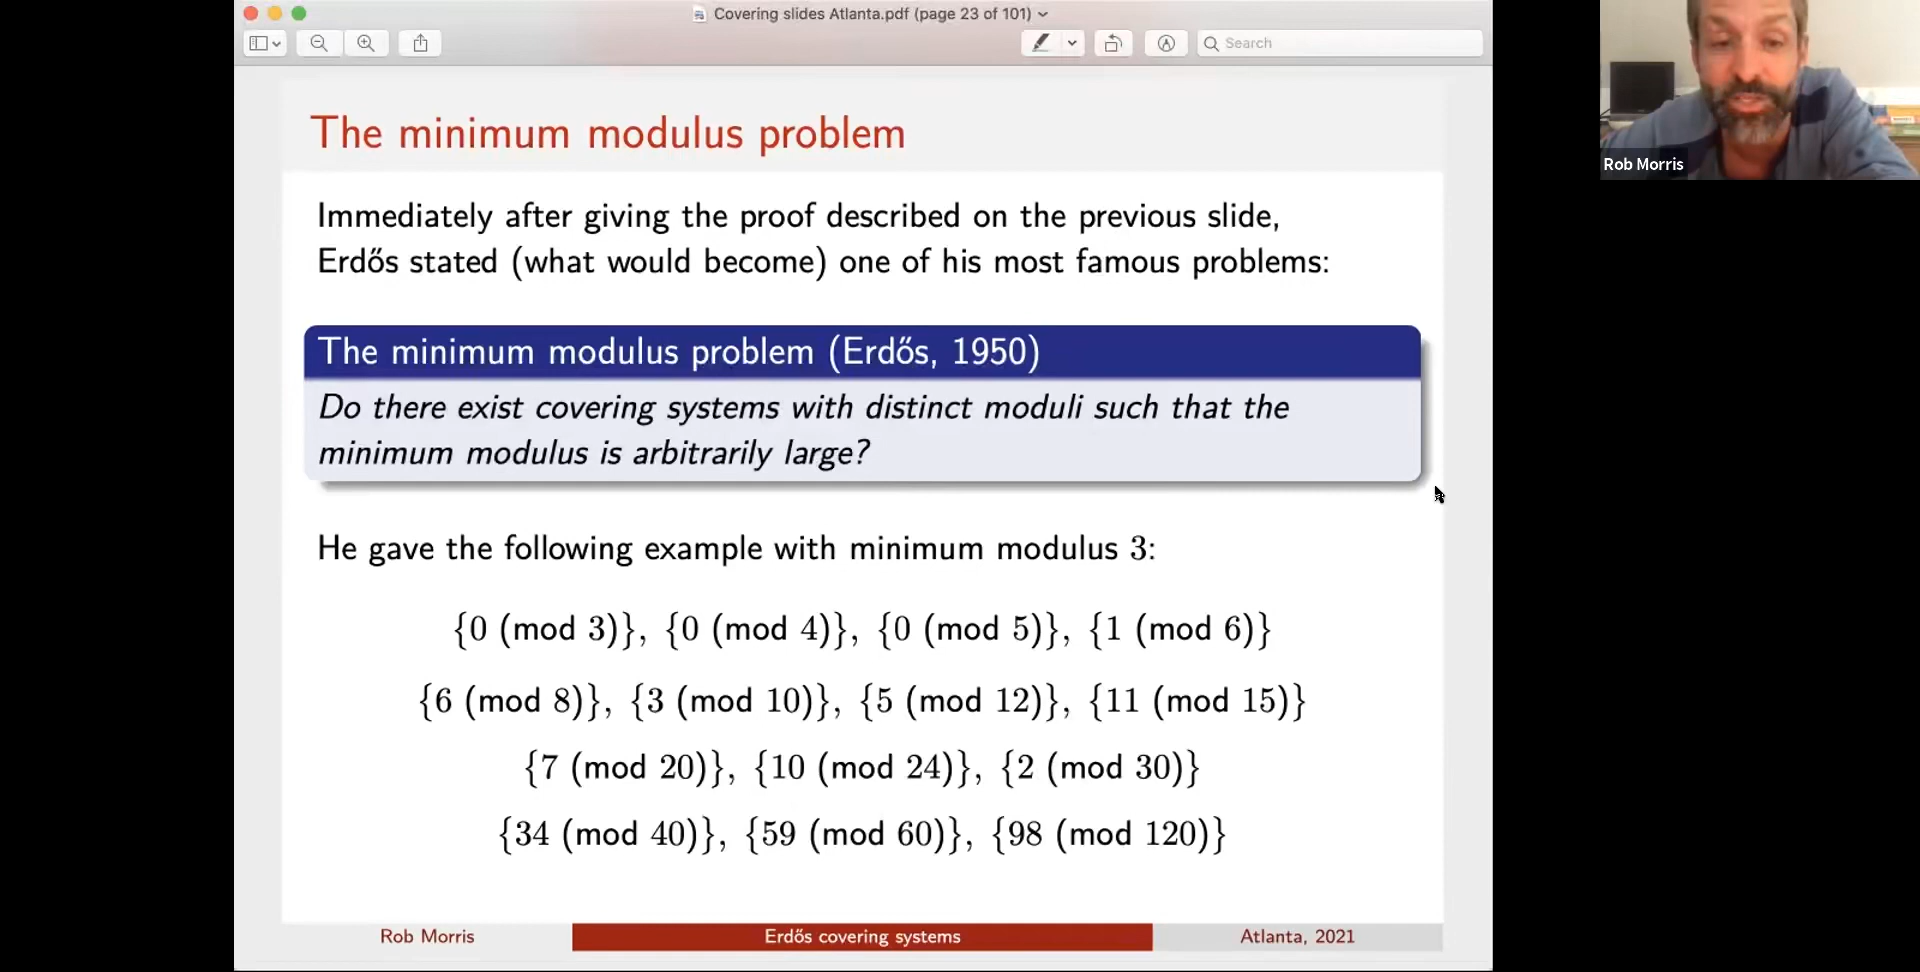 Covering slides Atlanta.pdf (page 23 of 101)
Search
The minimum modulus problem
Immediately after giving the proof described on the previous slide,
Erdős stated (what would become) one of his most famous problems:
The minimum modulus problem (Erdős, 1950)
Do there exist covering systems with distinct moduli such that the
minimum modulus is arbitrarily large?
He gave the following example with minimum modulus 3:
{0 (mod 3)}, {0 (mod 4)}, {0 (mod 5)}, {1 (mod 6)}
{6 (mod 8)}, {3 (mod 10)}, {5 (mod 12)}, {11 (mod 15)}
{7 (mod 20)}, {10 (mod 24)}, {2 (mod 30)}
{34 (mod 40)}, {59 (mod 60)}, {98 (mod 120)}
Rob Morris
Erdős covering systems
Atlanta, 2021
Rob Morris